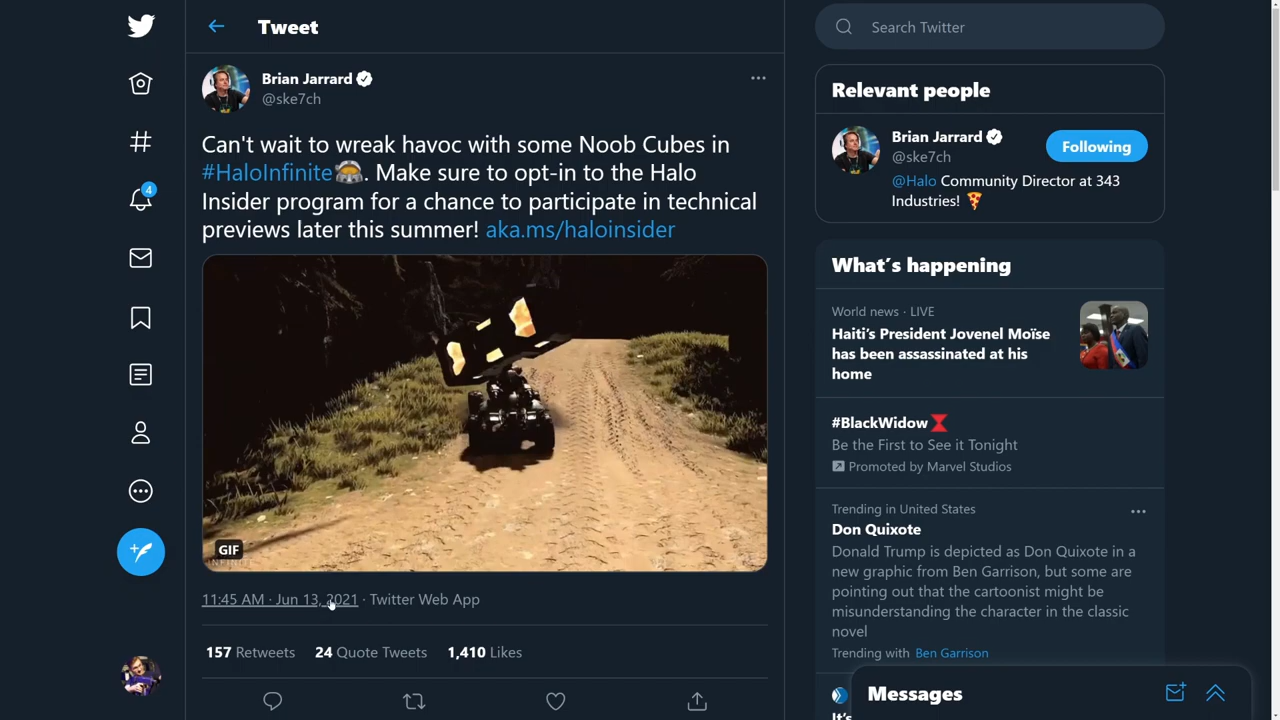 Tweet
Brian Jarrard
@ske7ch
Can't wait to wreak havoc with some Noob Cubes in
#HaloInfinite. Make sure to opt-in to the Halo
Insider program for a chance to participate in technical
previews later this summer! aka.ms/haloinsider
GIF
11:45 AM · Jun 13, 2021 · Twitter Web App
157 Retweets 24 Quote Tweets 1,410 Likes
4
Search Twitter
Relevant people
Brian Jarrard
@ske7ch
Following
@Halo Community Director at 343
Industries! 🍕
What's happening
World news · LIVE
Haiti's President Jovenel Moïse
has been assassinated at his
home
#BlackWidow
Be the First to See it Tonight
Promoted by Marvel Studios
Trending in United States
Don Quixote
Donald Trump is depicted as Don Quixote in a
new graphic from Ben Garrison, but some are
pointing out that the cartoonist might be
misunderstanding the character in the classic
novel
Trending with Ben Garrison
Messages